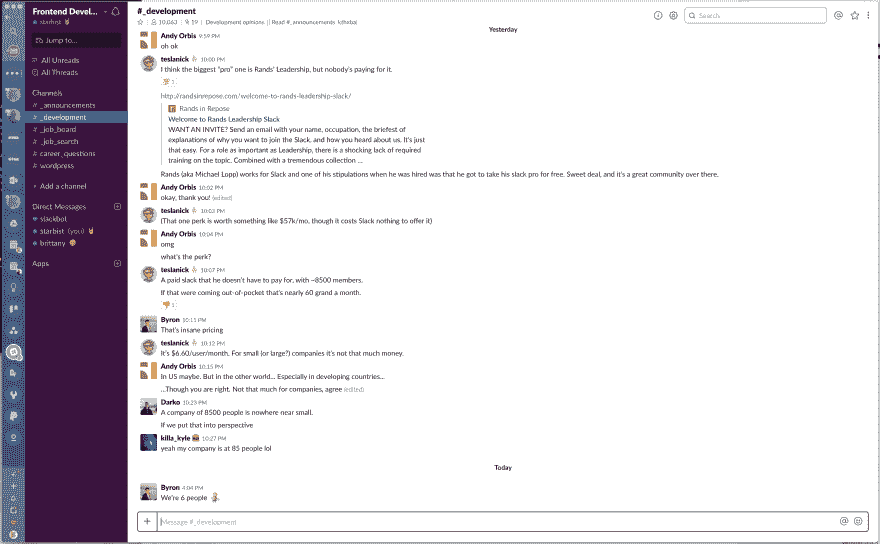 Frontend Devel...
starbist
Jump to...
All Unreads
All Threads
Channels
# _announcements
# _development
# _job_board
# _job_search
# career_questions
# wordpress
+ Add a channel
Direct Messages
slackbot
starbist (you)
brittany
Apps
#_development
10,063 | 19 | Development opinions || Read #_announcements
Search
Yesterday
Andy Orbis 9:59 PM
oh ok
teslanick 10:00 PM
I think the biggest "pro" one is Rands' Leadership, but nobody's paying for it.
1
http://randsinrepose.com/welcome-to-rands-leadership-slack/
Rands in Repose
Welcome to Rands Leadership Slack
WANT AN INVITE? Send an email with your name, occupation, the briefest of
explanations of why you want to join the Slack, and how you heard about us. It's just
that easy. For a role as important as Leadership, there is a shocking lack of required
training on the topic. Combined with a tremendous collection ...
Rands (aka Michael Lopp) works for Slack and one of his stipulations when he was hired was that he got to take his slack pro for free. Sweet deal, and it's a great community over there.
Andy Orbis 10:02 PM
okay, thank you! (edited)
teslanick 10:03 PM
(That one perk is worth something like $57k/mo, though it costs Slack nothing to offer it)
Andy Orbis 10:04 PM
omg
what's the perk?
teslanick 10:07 PM
A paid slack that he doesn't have to pay for, with ~8500 members.
If that were coming out-of-pocket that's nearly 60 grand a month.
1
Byron 10:11 PM
That's insane pricing
teslanick 10:12 PM
It's $6.60/user/month. For small (or large?) companies it's not that much money.
Andy Orbis 10:15 PM
In US maybe. But in the other world... Especially in developing countries...
...Though you are right. Not that much for companies, agree (edited)
Darko 10:23 PM
A company of 8500 people is nowhere near small.
If we put that into perspective
killa_kyle 10:27 PM
yeah my company is at 85 people lol
Today
Byron 4:04 PM
We're 6 people
Message #_development